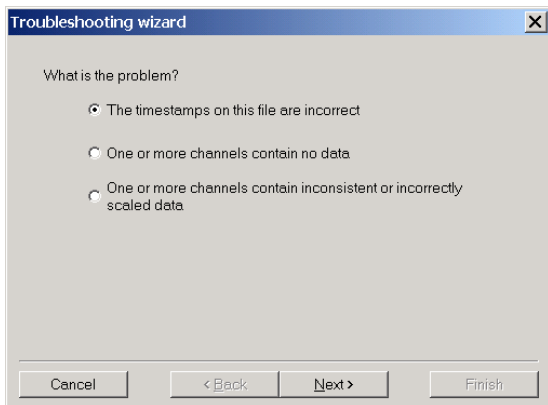 Troubleshooting wizard
What is the problem?
The timestamps on this file are incorrect
One or more channels contain no data
One or more channels contain inconsistent or incorrectly
scaled data
Cancel
< Back
Next >
Finish